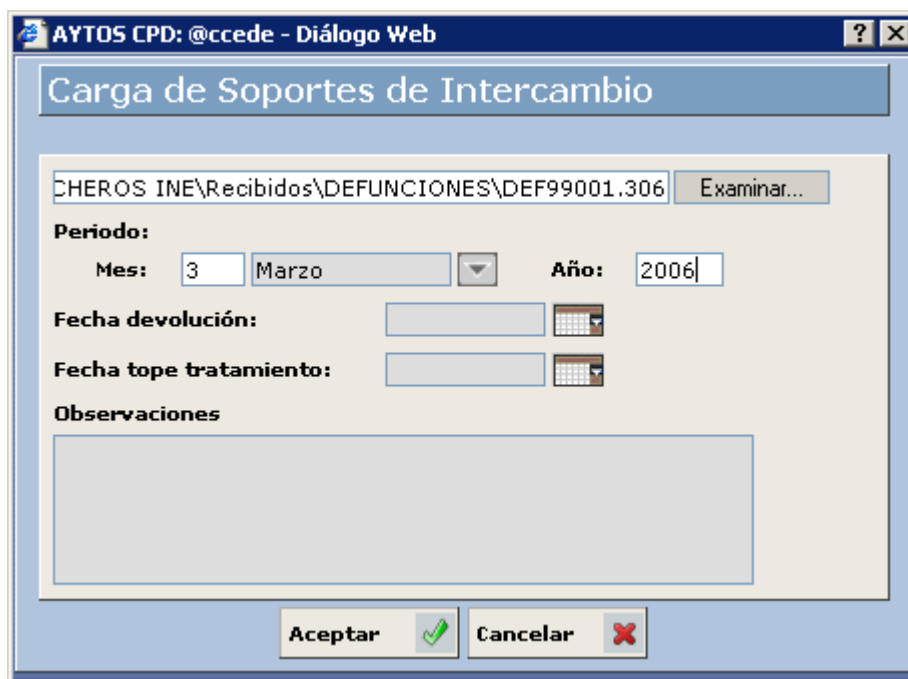 AYTOS CPD: @ccede - Diálogo Web
Carga de Soportes de Intercambio
CHEROS INE\Recibidos\DEFUNCIONES\DEF99001.306 Examinar...
Periodo:
Mes: 3 Marzo Año: 2006
Fecha devolución:
Fecha tope tratamiento:
Observaciones
Aceptar Cancelar